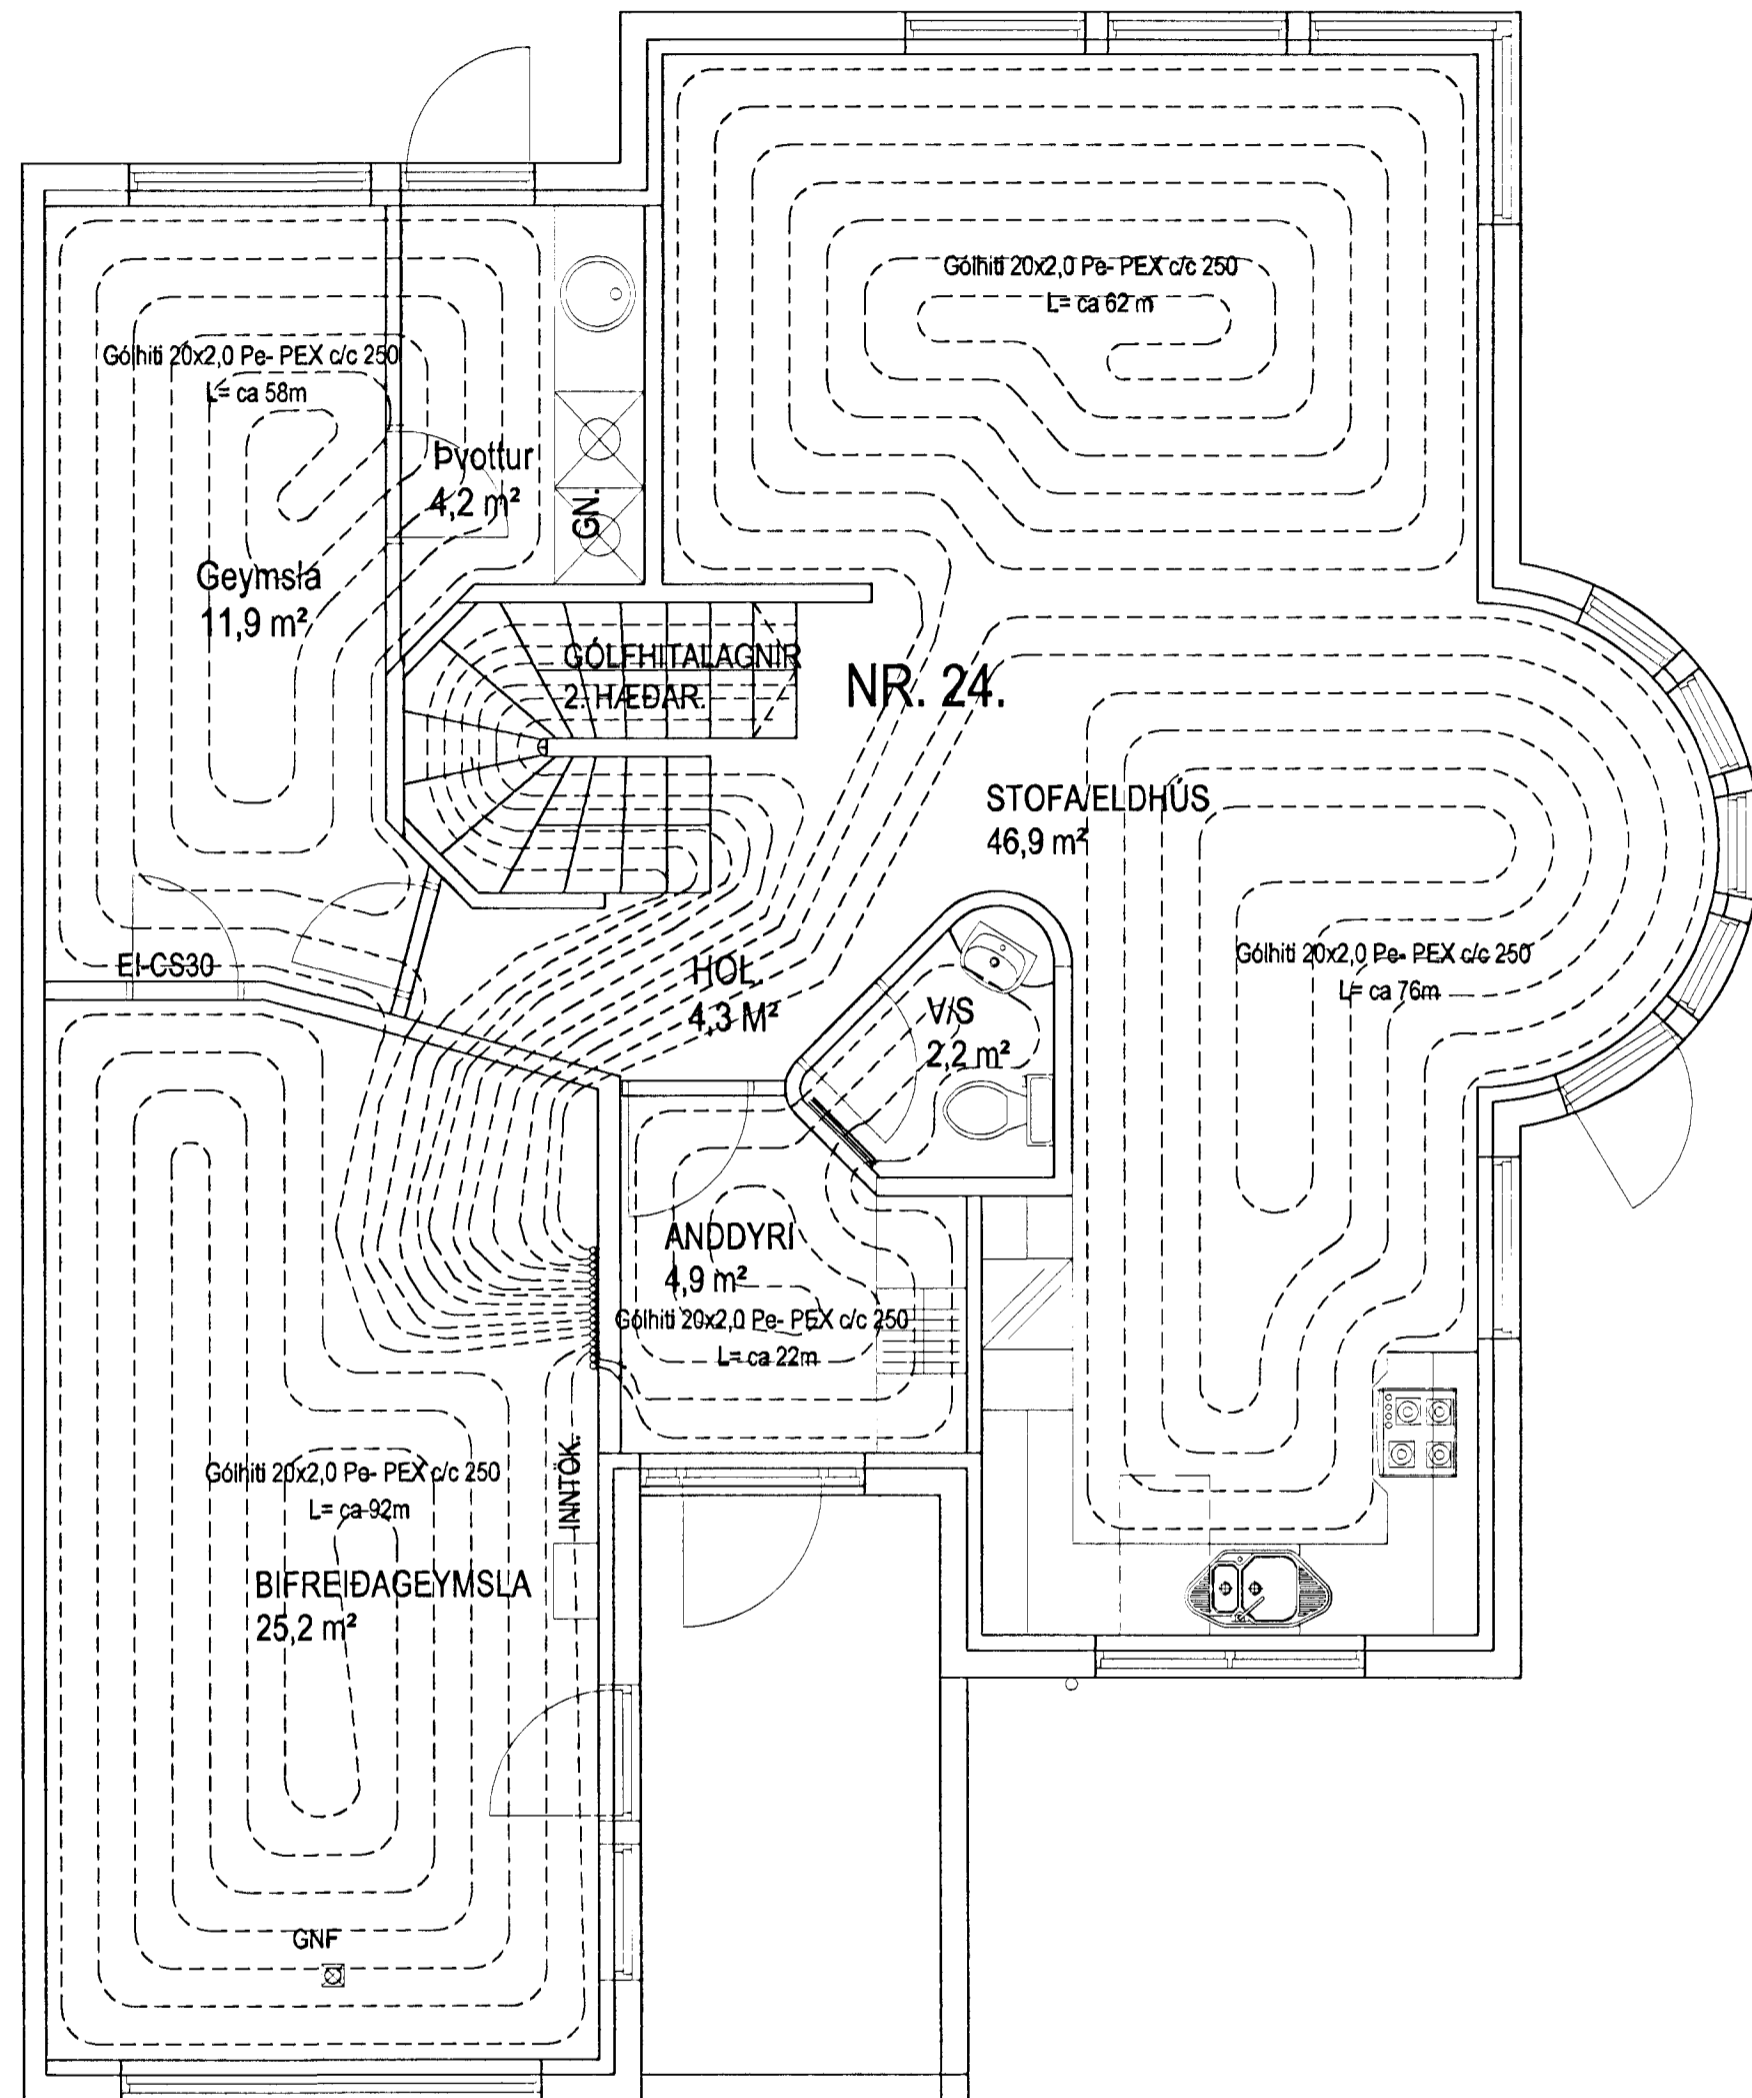 Gólhiti 20x2,0 Pe- PEX c/c 250
L= ca 62 m
Gólhiti 20x2,0 Pe- PEX c/c 250
L= ca 58m
Þvottur
4,2 m²
GN.
Geymsla
11,9 m²
GÓLFHITALAGNIR
2. HÆÐAR.
NR. 24.
STOFA/ELDHÚS
46,9 m²
Gólhiti 20x2,0 Pe- PEX c/c 250
L= ca 76m
EI-CS30
HOL
4,3 M²
V/S
2,2 m²
ANDDYRI
4,9 m²
Gólhiti 20x2,0 Pe- PEX c/c 250
L= ca 22m
INNTÖK.
Gólhiti 20x2,0 Pe- PEX c/c 250
L= ca 92m
BIFREIÐAGEYMSLA
25,2 m²
GNF